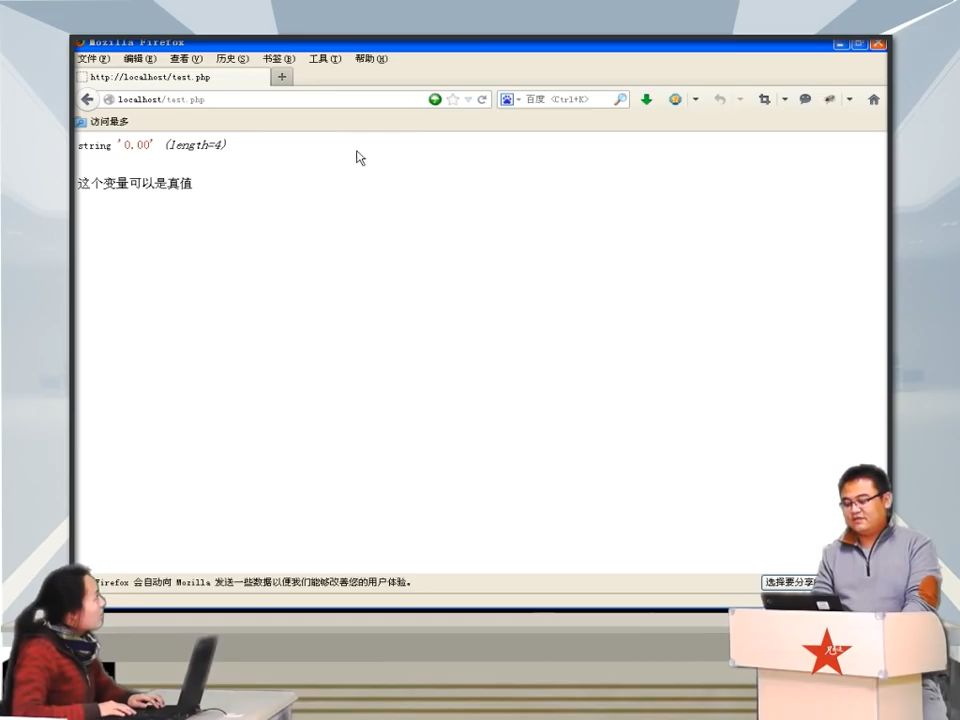 Mozilla Firefox
文件(F) 编辑(E) 查看(V) 历史(S) 书签(B) 工具(T) 帮助(H)
http://localhost/test.php
localhost/test.php
百度 <Ctrl+K>
访问最多
string '0.00' (length=4)
这个变量可以是真值
Firefox 会自动向 Mozilla 发送一些数据以便我们能够改善您的用户体验。
选择要分享